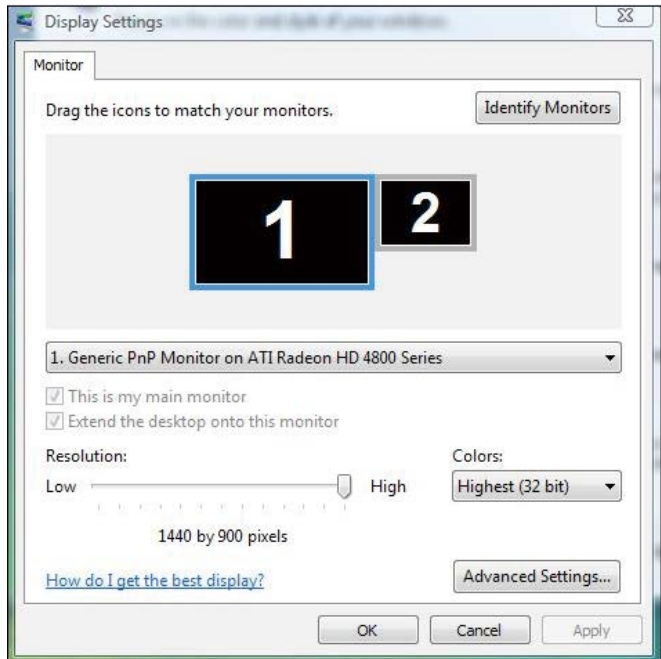 Display Settings
Monitor
Drag the icons to match your monitors.
Identify Monitors
1
2
1. Generic PnP Monitor on ATI Radeon HD 4800 Series
This is my main monitor
Extend the desktop onto this monitor
Resolution:
Colors:
Low
High
Highest (32 bit)
1440 by 900 pixels
How do I get the best display?
Advanced Settings...
OK
Cancel
Apply